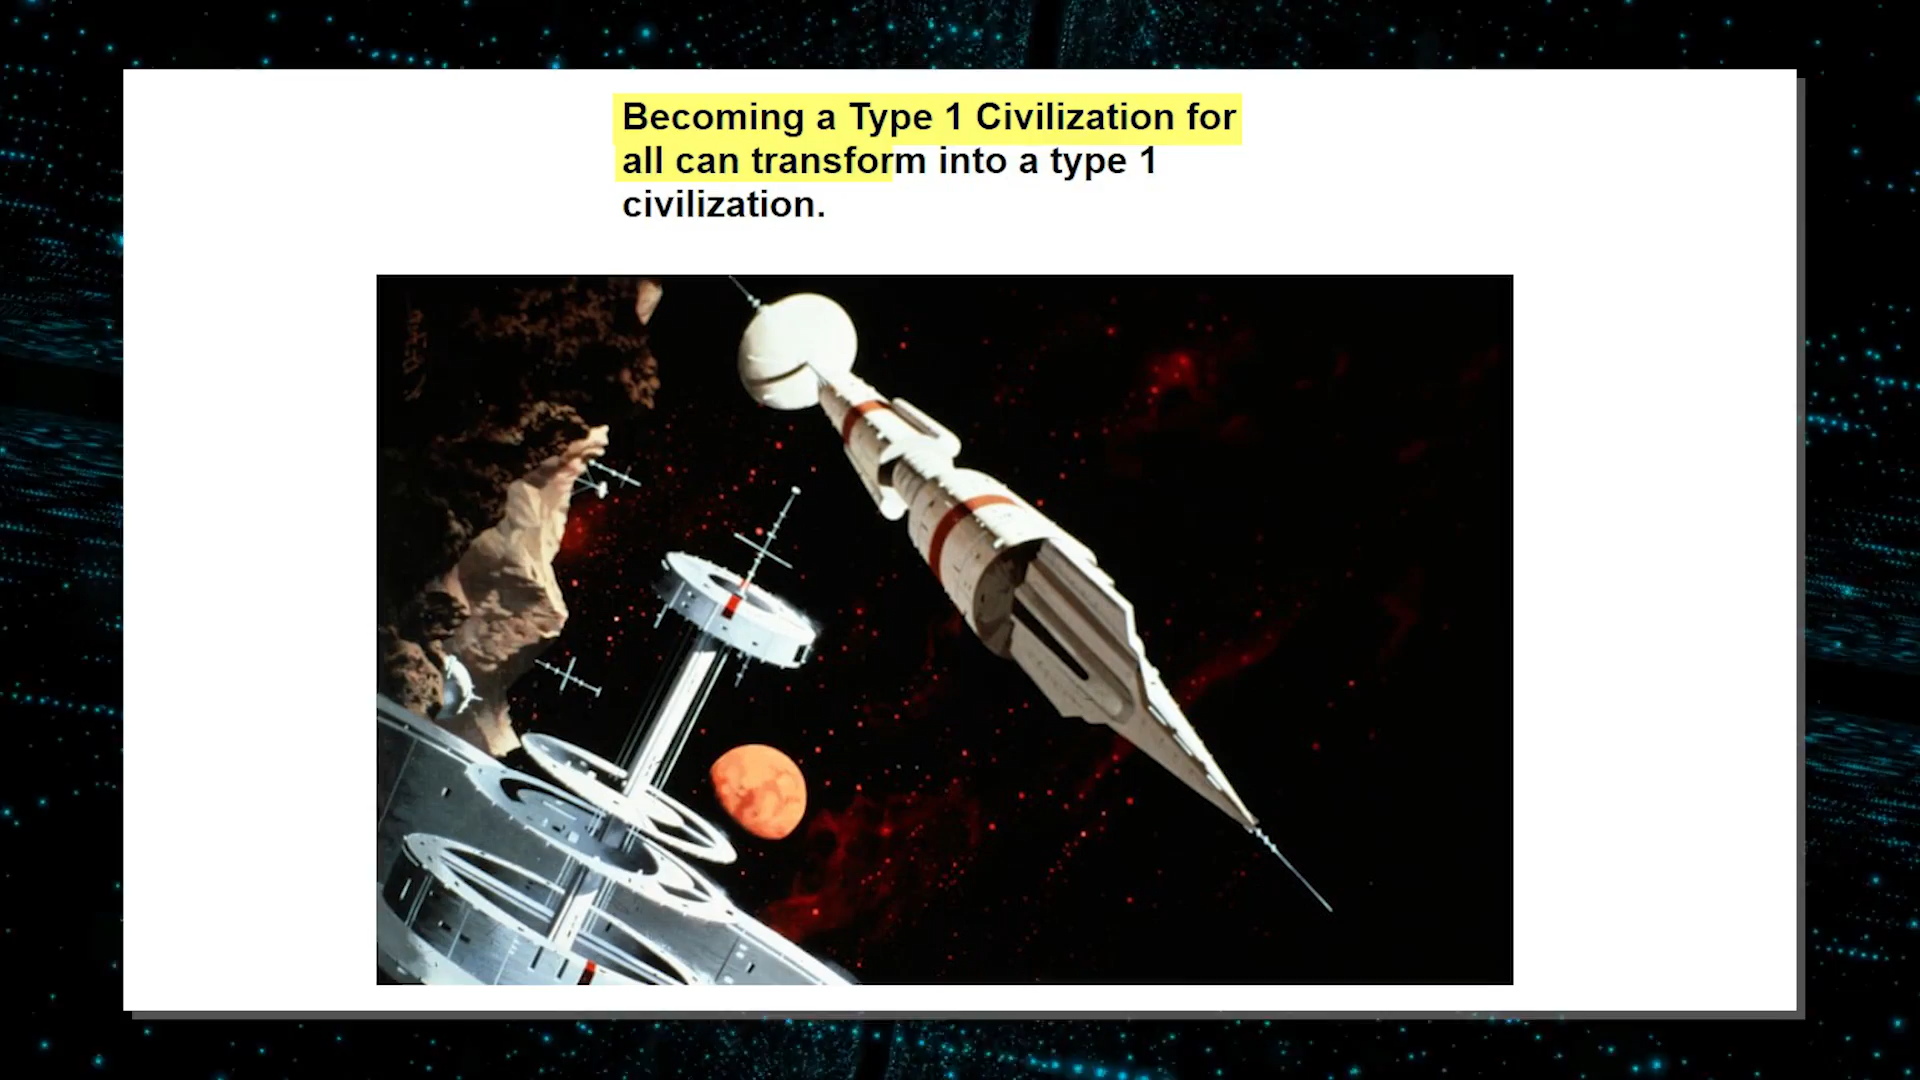 Becoming a Type 1 Civilization for
all can transform into a type 1
civilization.